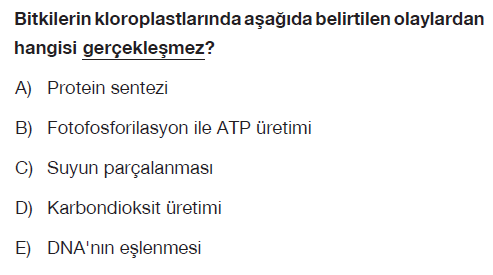 Bitkilerin kloroplastlarında aşağıda belirtilen olaylardan
hangisi gerçekleşmez?
A) Protein sentezi
B) Fotofosforilasyon ile ATP üretimi
C) Suyun parçalanması
D) Karbondioksit üretimi
E) DNA'nın eşlenmesi